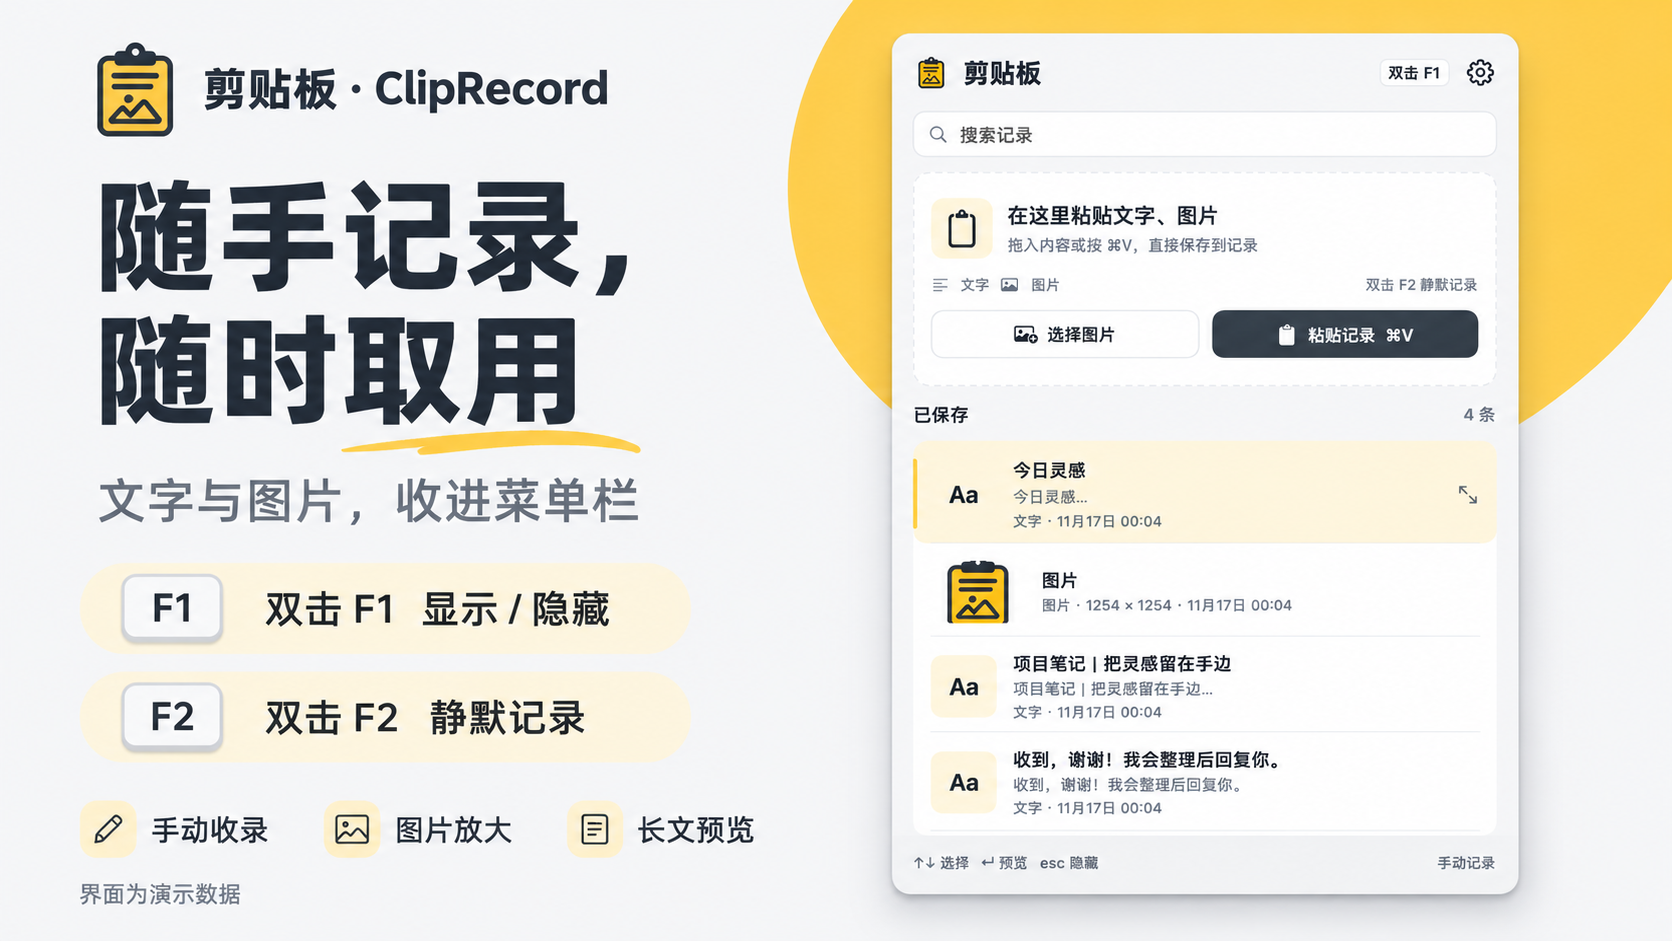 剪贴板 · ClipRecord
随手记录，
随时取用
文字与图片，收进菜单栏
F1 双击 F1 显示 / 隐藏
F2 双击 F2 静默记录
手动收录 图片放大 长文预览
界面为演示数据
剪贴板 双击 F1
搜索记录
在这里粘贴文字、图片
拖入内容或按 ⌘V，直接保存到记录
文字 图片 双击 F2 静默记录
选择图片 粘贴记录 ⌘V
已保存 4 条
Aa 今日灵感
今日灵感...
文字 · 11月17日 00:04
图片
图片 · 1254 × 1254 · 11月17日 00:04
Aa 项目笔记 | 把灵感留在手边
项目笔记 | 把灵感留在手边...
文字 · 11月17日 00:04
Aa 收到，谢谢！我会整理后回复你。
收到，谢谢！我会整理后回复你。
文字 · 11月17日 00:04
↑↓ 选择 ↵ 预览 esc 隐藏 手动记录